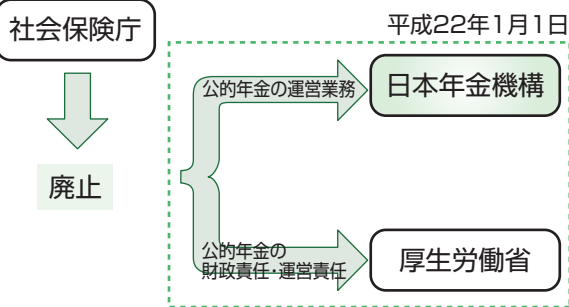 社会保険庁
平成22年1月1日
公的年金の運営業務
日本年金機構
廃止
公的年金の
財政責任・運営責任
厚生労働省